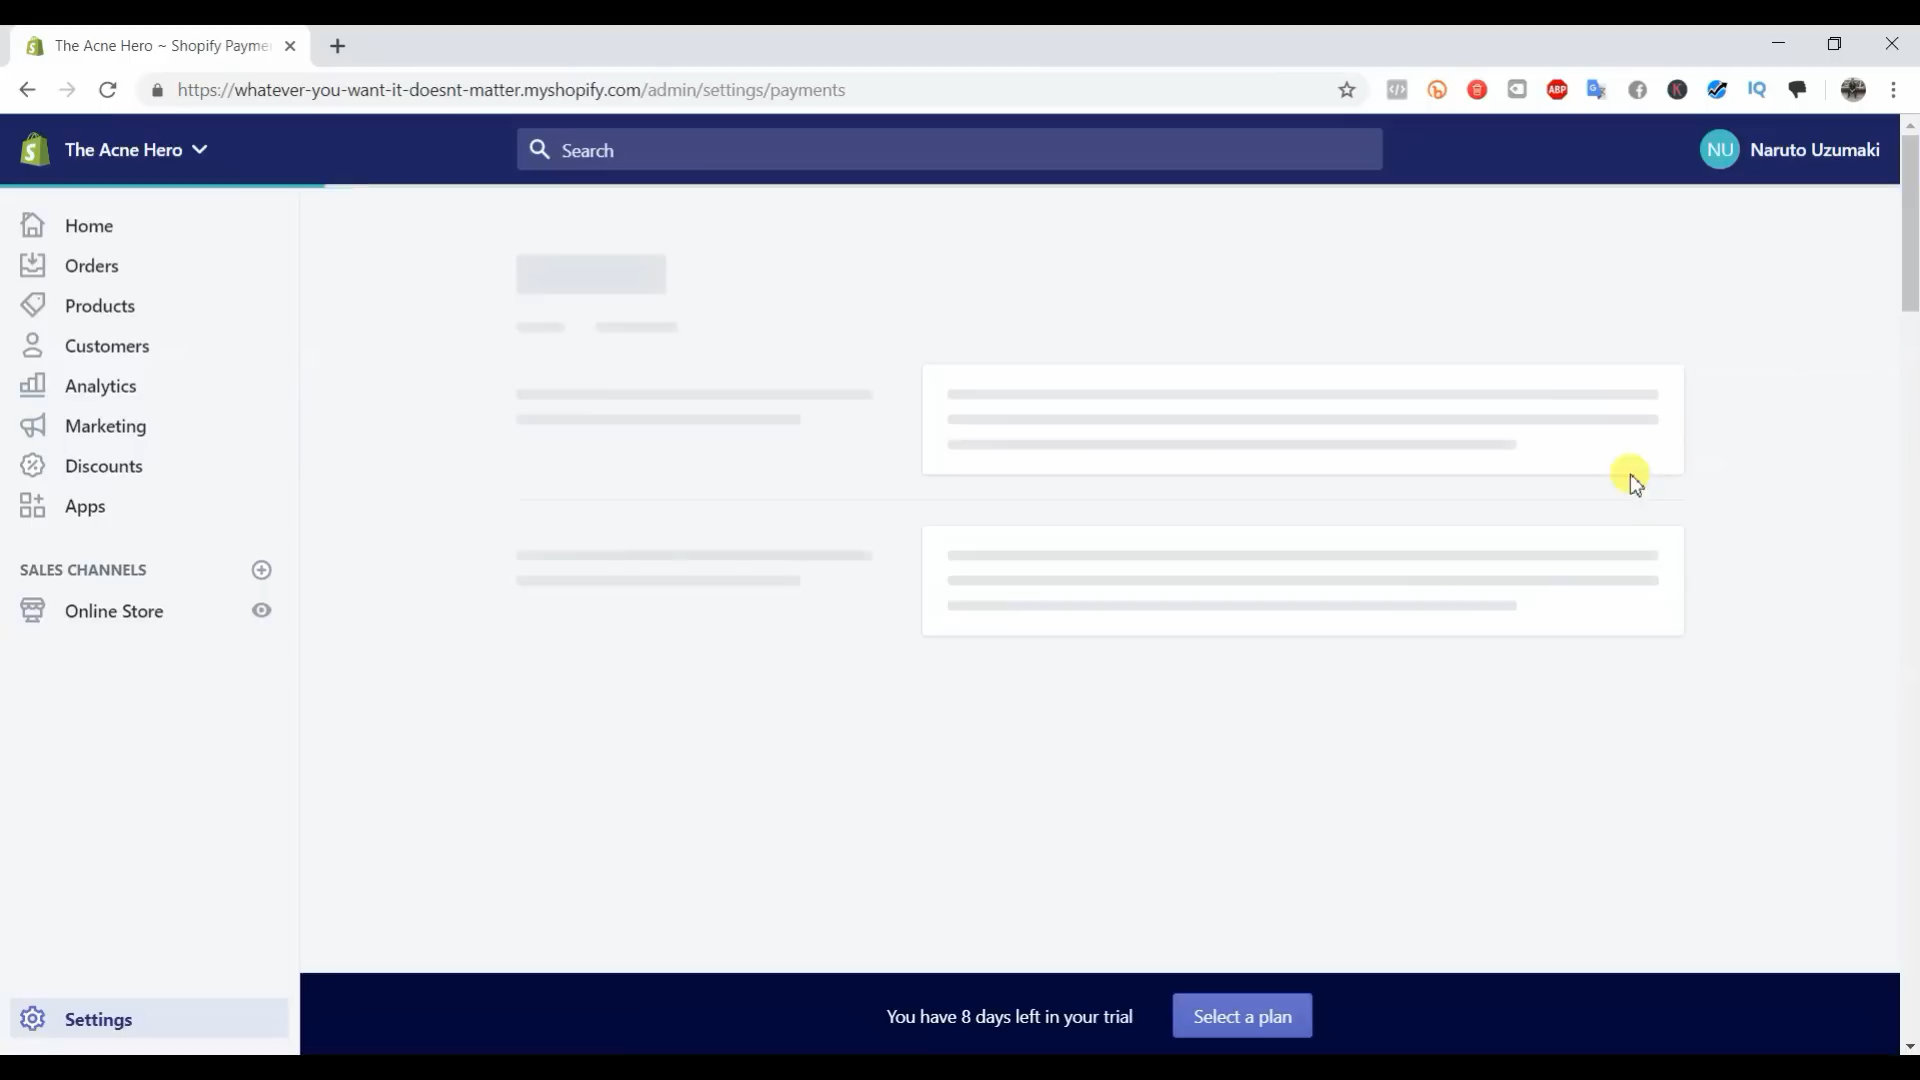 The Acne Hero ~ Shopify Payme
https://whatever-you-want-it-doesnt-matter.myshopify.com/admin/settings/payments
ABP
K
IQ
The Acne Hero
Search
NU Naruto Uzumaki
Home
Orders
Products
Customers
Analytics
Marketing
Discounts
Apps
SALES CHANNELS
Online Store
Settings
You have 8 days left in your trial
Select a plan